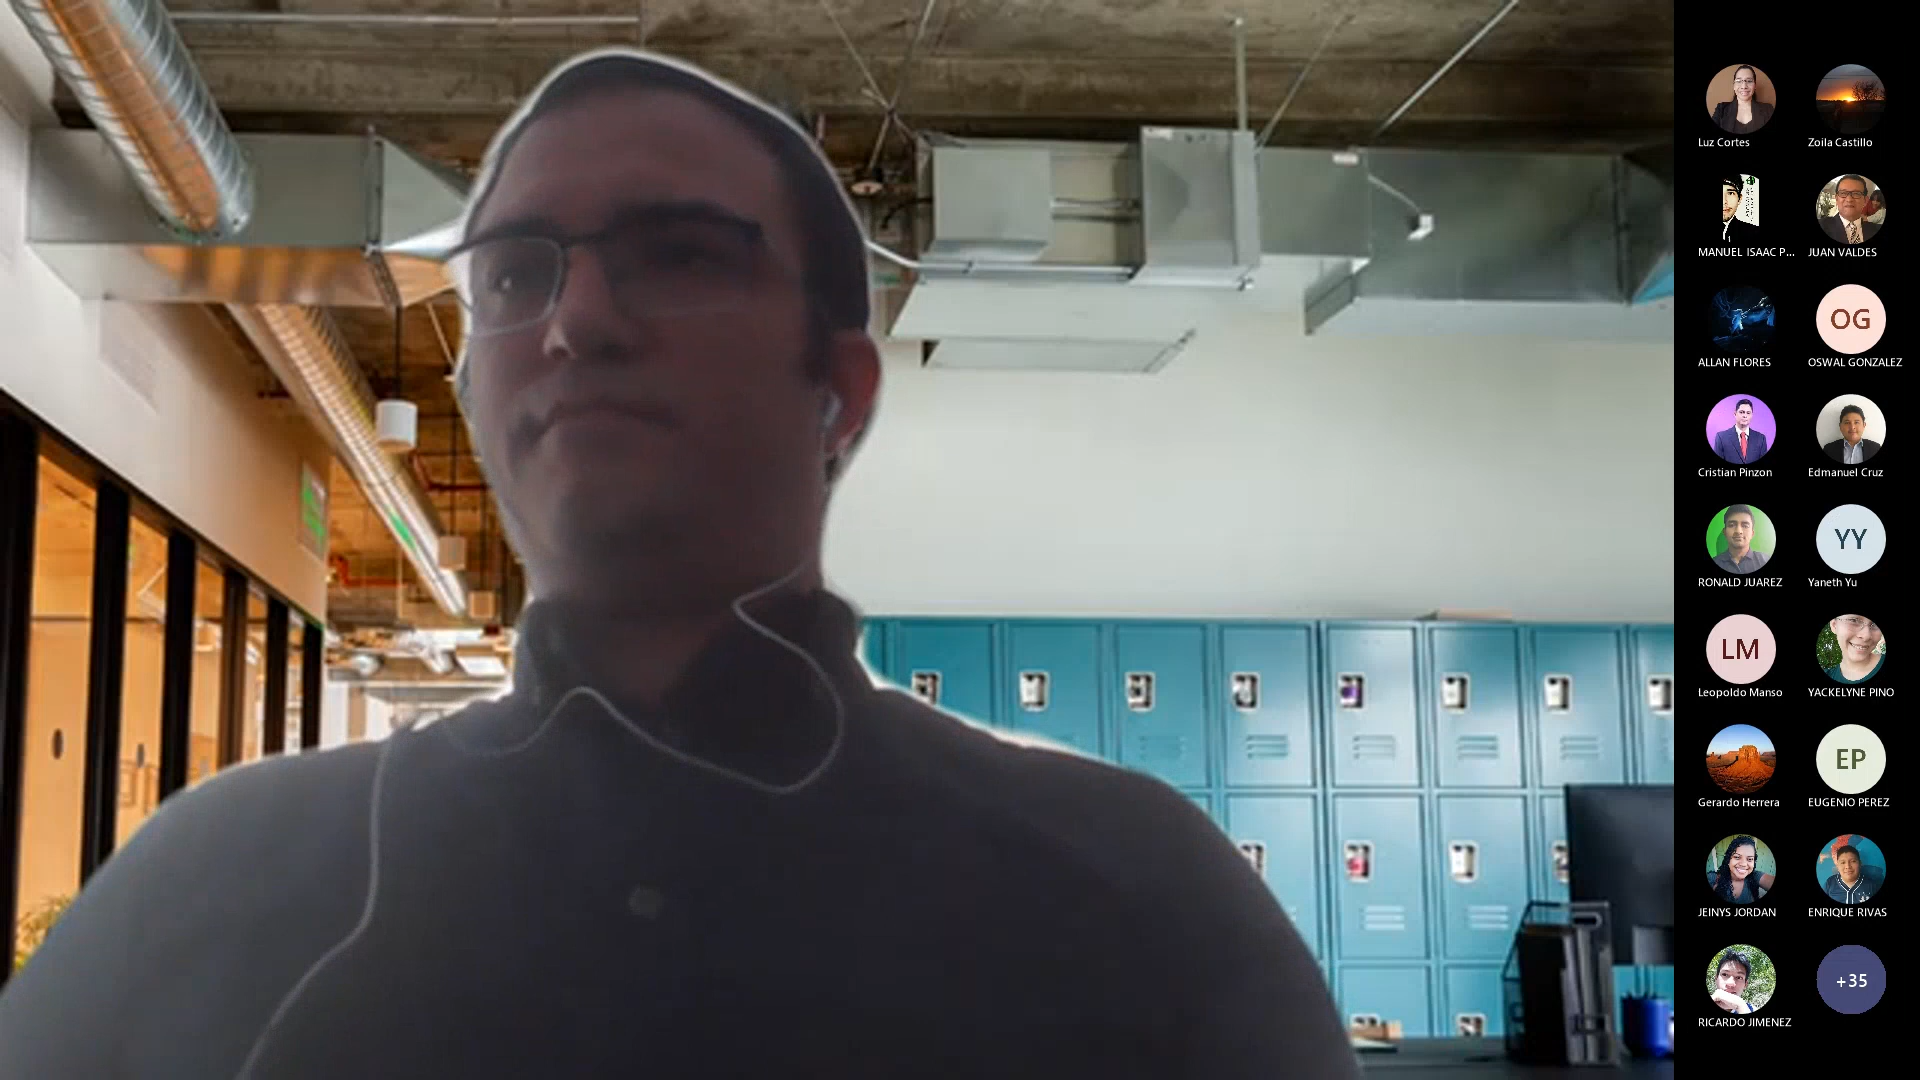 Luz Cortes
Zoila Castillo
MANUEL ISAAC P...
JUAN VALDES
ALLAN FLORES
OG
OSWAL GONZALEZ
Cristian Pinzon
Edmanuel Cruz
RONALD JUAREZ
YY
Yaneth Yu
LM
Leopoldo Manso
YACKELYNE PINO
Gerardo Herrera
EP
EUGENIO PEREZ
JEINYS JORDAN
ENRIQUE RIVAS
RICARDO JIMENEZ
+35